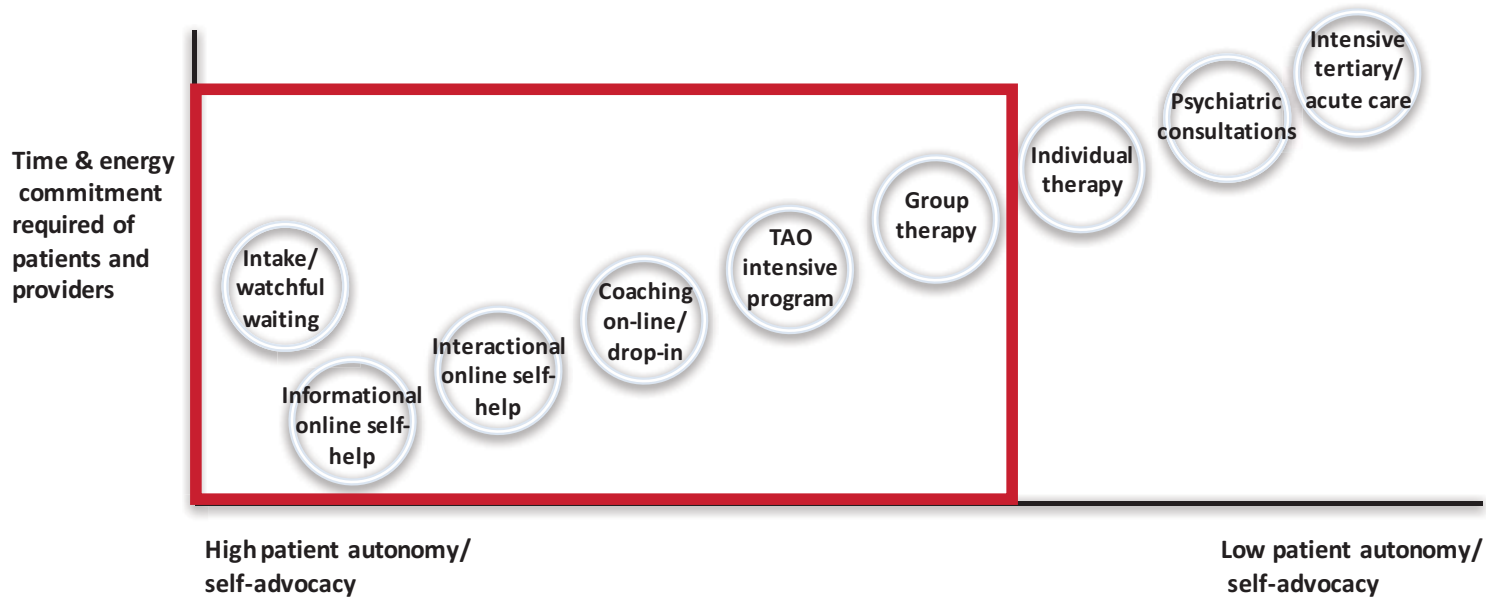 Time & energy
commitment
required of
patients and
providers
Intake/
watchful
waiting
Informational
online self-
help
Interactional
online self-
help
Coaching
on-line/
drop-in
TAO
intensive
program
Group
therapy
Individual
therapy
Psychiatric
consultations
Intensive
tertiary/
acute care
High patient autonomy/
self-advocacy
Low patient autonomy/
self-advocacy